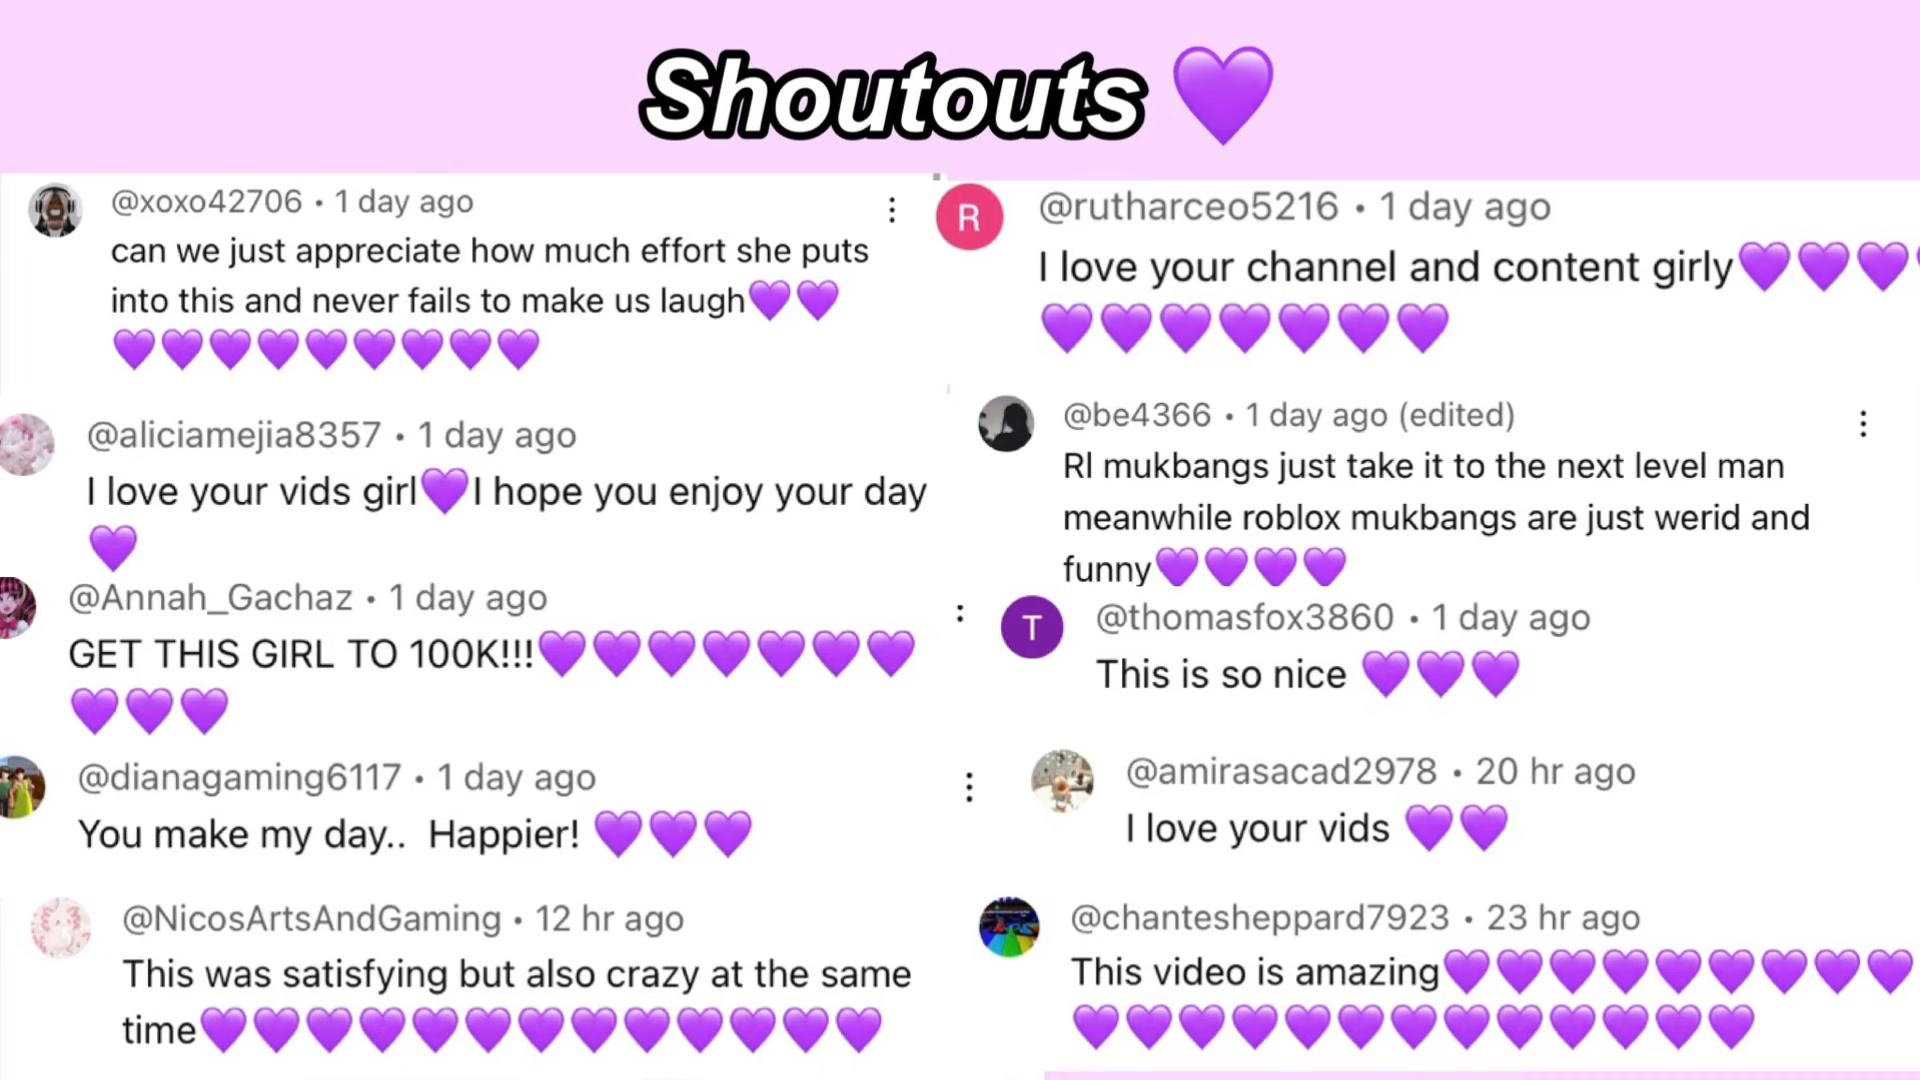 Shoutouts 💜
@xoxo42706 • 1 day ago
can we just appreciate how much effort she puts
into this and never fails to make us laugh💜💜
💜💜💜💜💜💜💜💜💜
@aliciamejia8357 • 1 day ago
I love your vids girl💜I hope you enjoy your day
💜
@Annah_Gachaz • 1 day ago
GET THIS GIRL TO 100K!!!💜💜💜💜💜💜💜
💜💜💜
@dianagaming6117 • 1 day ago
You make my day.. Happier! 💜💜💜
@NicosArtsAndGaming • 12 hr ago
This was satisfying but also crazy at the same
time💜💜💜💜💜💜💜💜💜💜💜💜💜
R
@rutharceo5216 • 1 day ago
I love your channel and content girly💜💜💜💜
💜💜💜💜💜💜💜
@be4366 • 1 day ago (edited)
Rl mukbangs just take it to the next level man
meanwhile roblox mukbangs are just werid and
funny💜💜💜💜
T
@thomasfox3860 • 1 day ago
This is so nice 💜💜💜
@amirasacad2978 • 20 hr ago
I love your vids 💜💜
@chantesheppard7923 • 23 hr ago
This video is amazing💜💜💜💜💜💜💜💜💜
💜💜💜💜💜💜💜💜💜💜💜💜💜